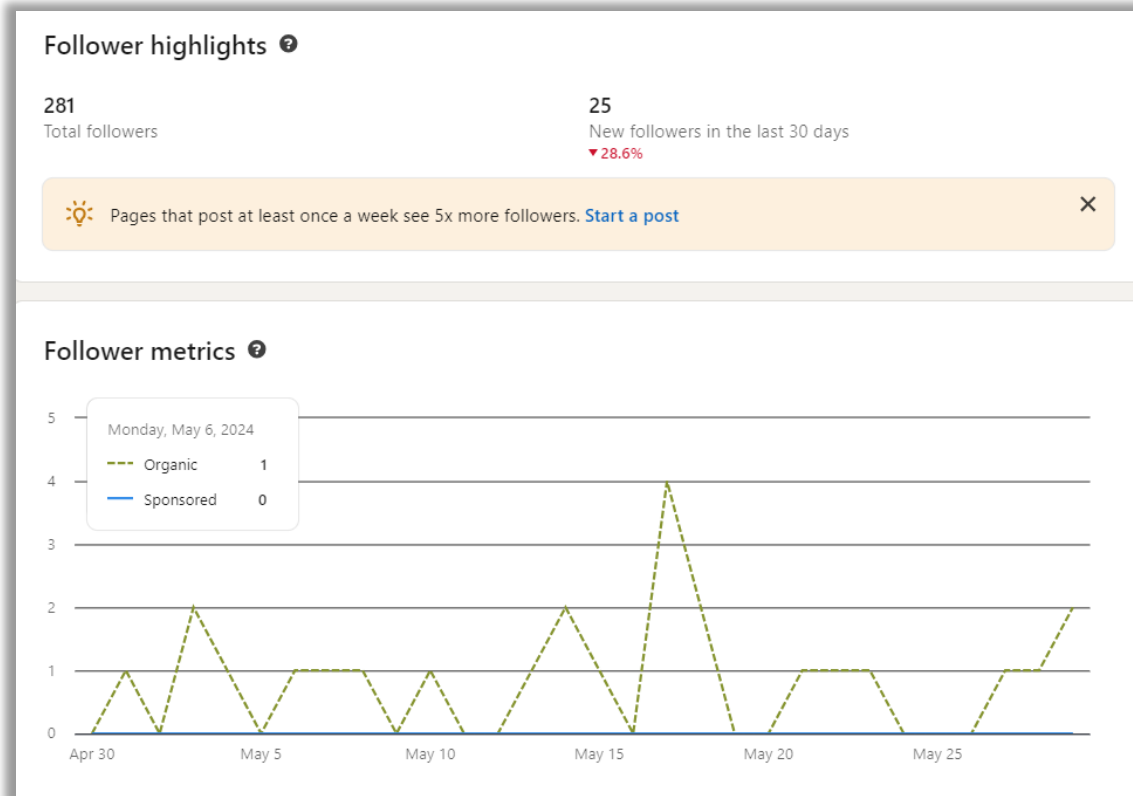 Follower highlights
281
Total followers
25
New followers in the last 30 days
▼28.6%
Pages that post at least once a week see 5x more followers. Start a post
Follower metrics
5
4
3
2
1
0
Monday, May 6, 2024
Organic 1
Sponsored 0
Apr 30 May 5 May 10 May 15 May 20 May 25